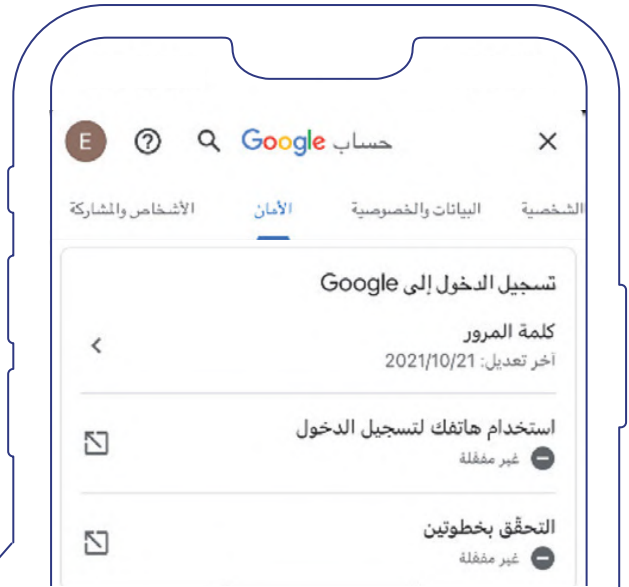 حساب Google
E
الشخصية
البيانات والخصوصية
الأمان
الأشخاص والمشاركة
تسجيل الدخول إلى Google
كلمة المرور
آخر تعديل: 2021/10/21
استخدام هاتفك لتسجيل الدخول
غير مفعّلة
التحقّق بخطوتين
غير مفعّلة